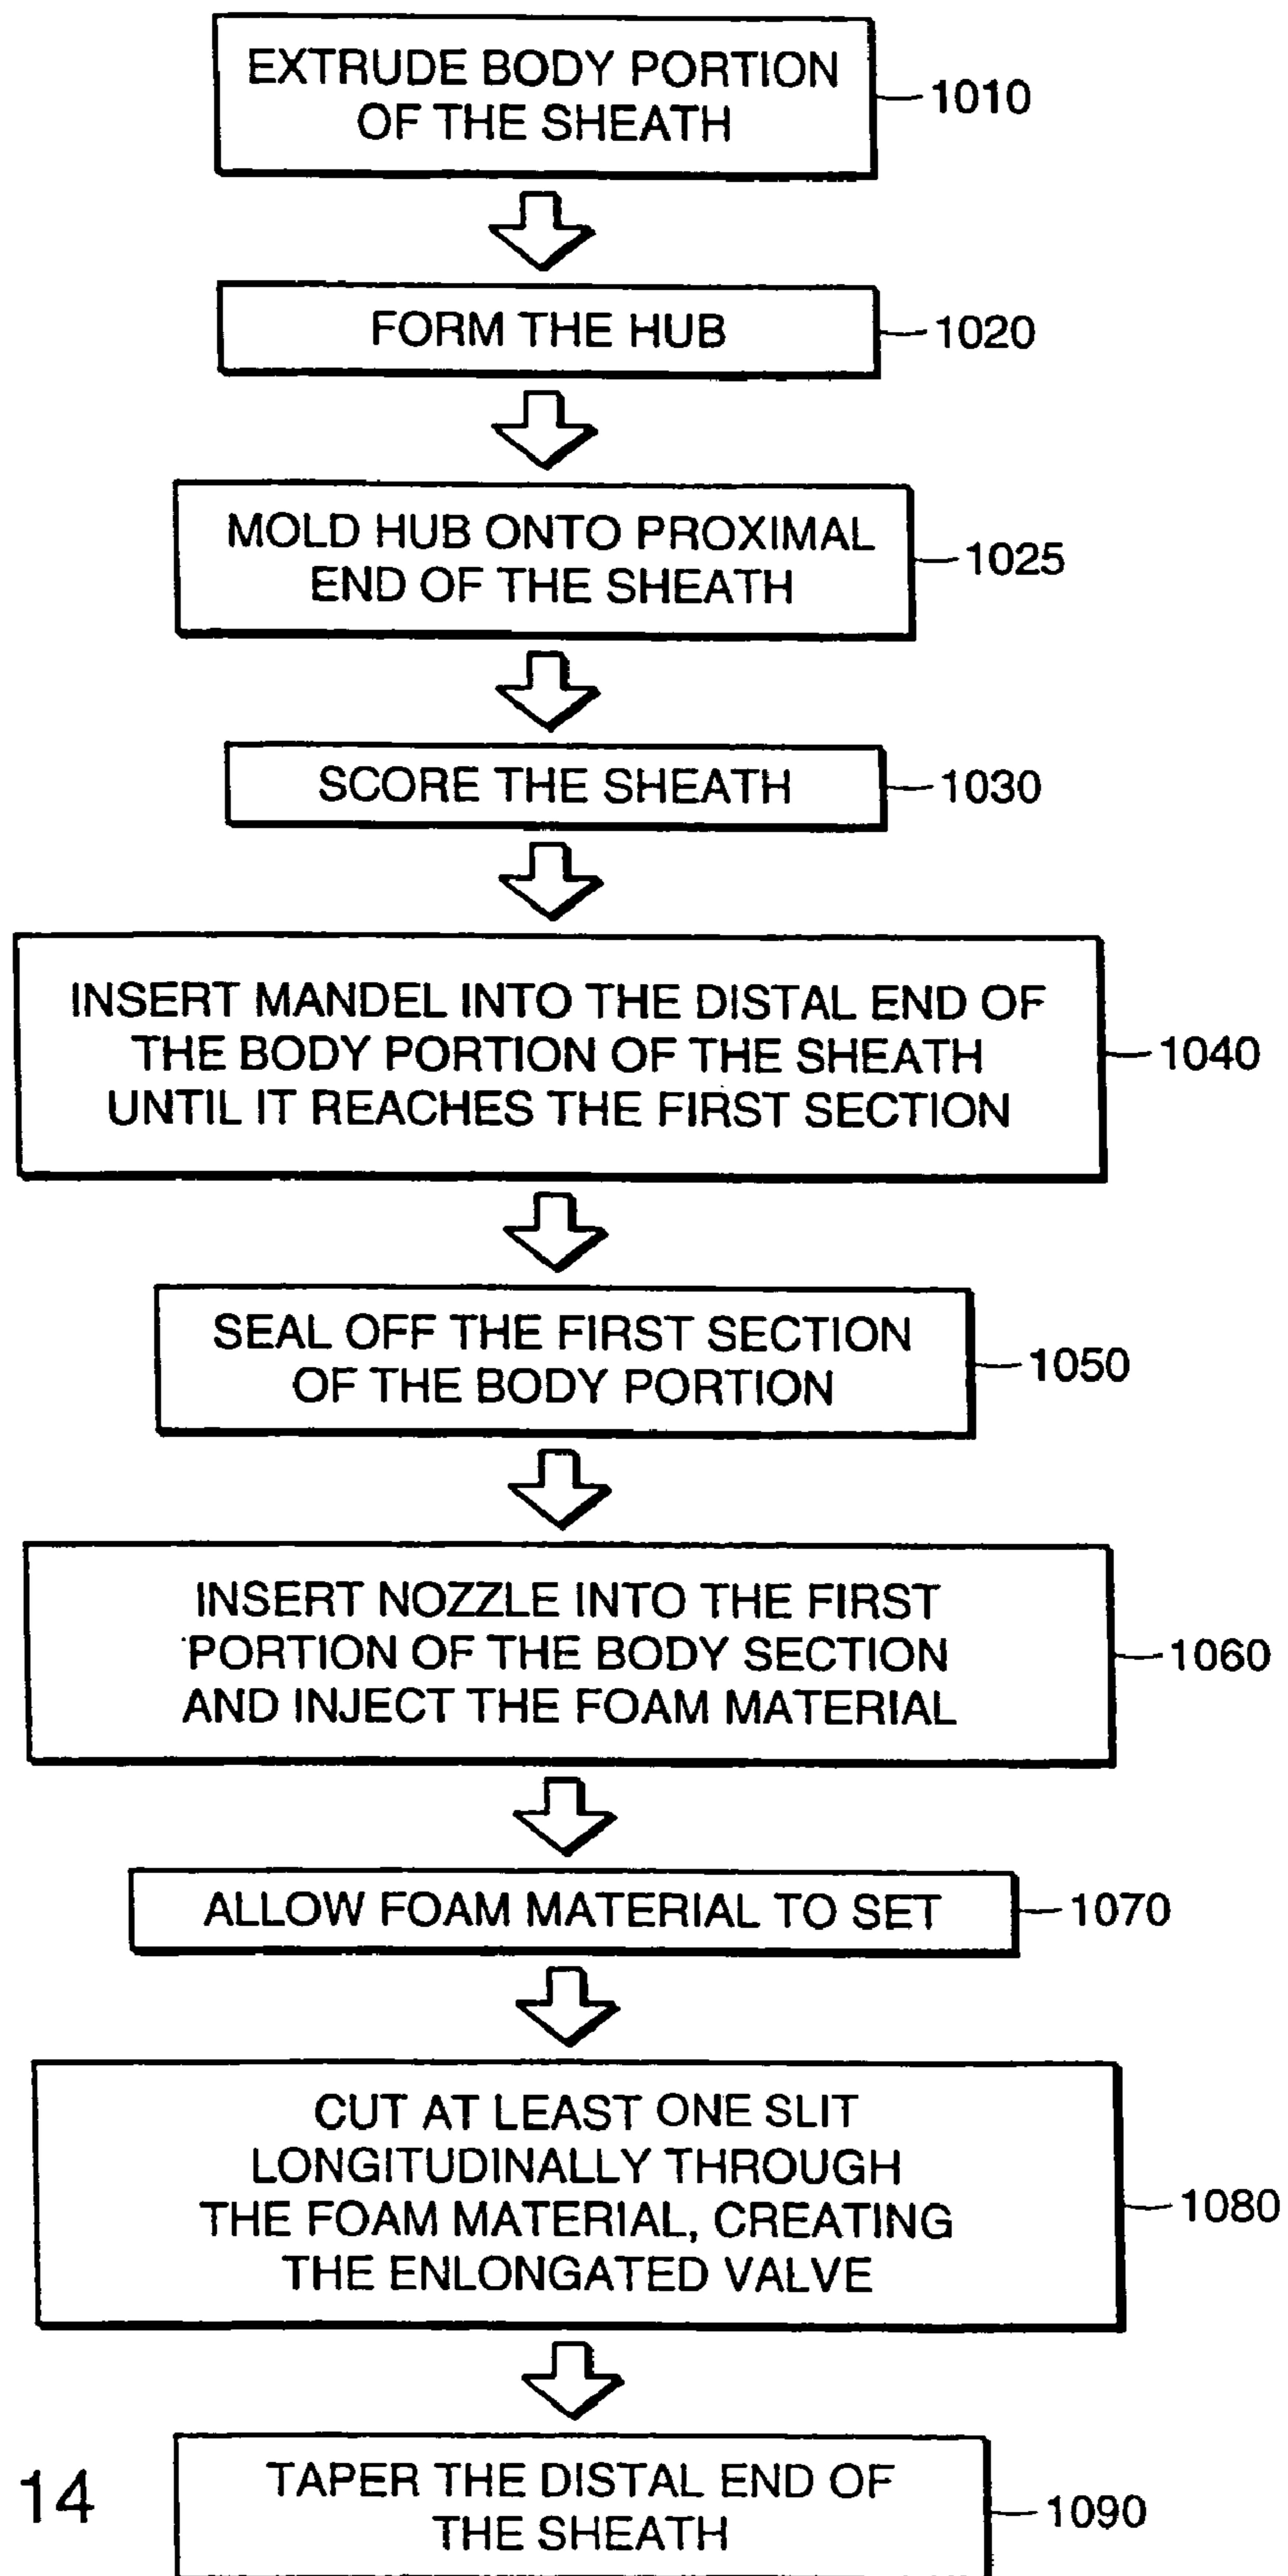 EXTRUDE BODY PORTION
OF THE SHEATH
1010
FORM THE HUB
1020
MOLD HUB ONTO PROXIMAL
END OF THE SHEATH
1025
SCORE THE SHEATH
1030
INSERT MANDEL INTO THE DISTAL END OF
THE BODY PORTION OF THE SHEATH
UNTIL IT REACHES THE FIRST SECTION
1040
SEAL OFF THE FIRST SECTION
OF THE BODY PORTION
1050
INSERT NOZZLE INTO THE FIRST
PORTION OF THE BODY SECTION
AND INJECT THE FOAM MATERIAL
1060
ALLOW FOAM MATERIAL TO SET
1070
CUT AT LEAST ONE SLIT
LONGITUDINALLY THROUGH
THE FOAM MATERIAL, CREATING
THE ENLONGATED VALVE
1080
TAPER THE DISTAL END OF
THE SHEATH
1090
14